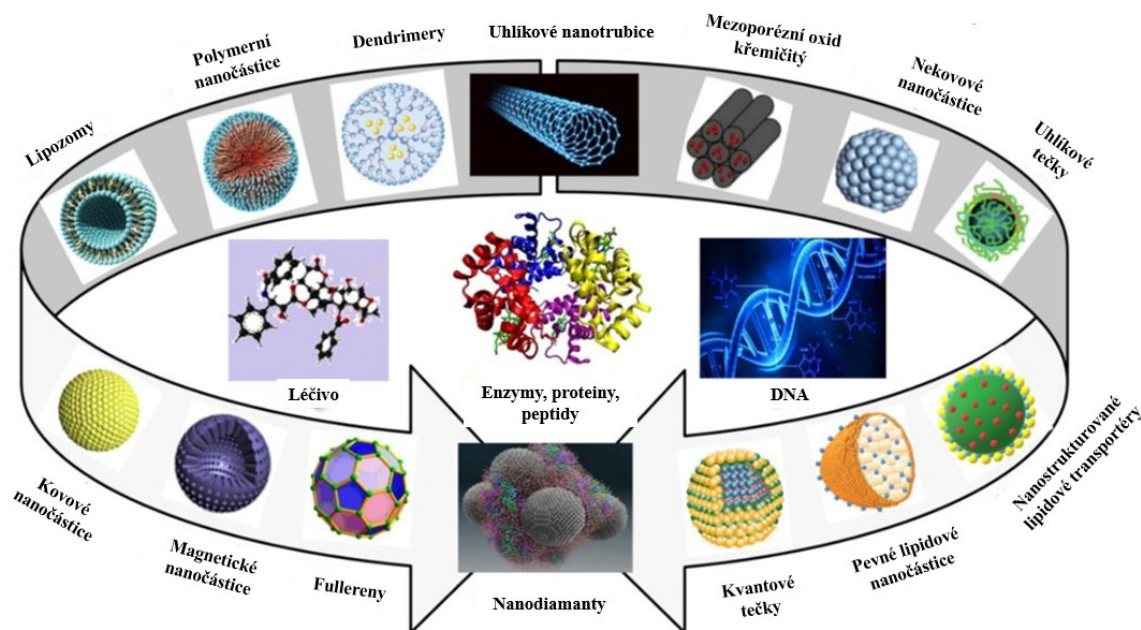 Lipozomy
Polymerní
nanočástice
Dendrimery
Uhlíkové nanotrubice
Mezoporézní oxid
křemičitý
Nekovové
nanočástice
Uhlíkové
tečky
Léčivo
Enzymy, proteiny,
peptidy
DNA
Kovové
nanočástice
Magnetické
nanočástice
Fullereny
Nanodiamanty
Kvantové
tečky
Pevné lipidové
nanočástice
Nanostrukturované
lipidové transportéry